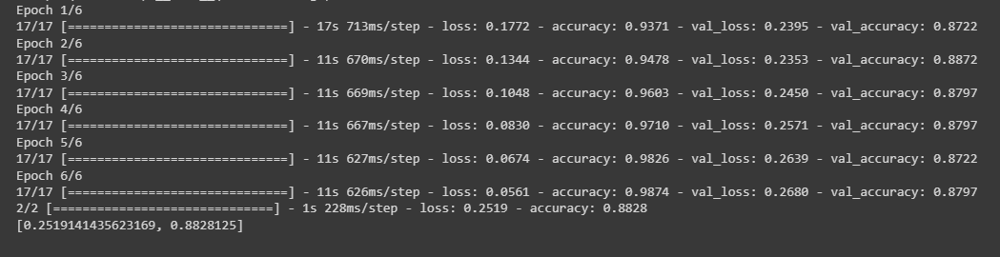 Epoch 1/6
17/17 [==============================] - 17s 713ms/step - loss: 0.1772 - accuracy: 0.9371 - val_loss: 0.2395 - val_accuracy: 0.8722
Epoch 2/6
17/17 [==============================] - 11s 670ms/step - loss: 0.1344 - accuracy: 0.9478 - val_loss: 0.2353 - val_accuracy: 0.8872
Epoch 3/6
17/17 [==============================] - 11s 669ms/step - loss: 0.1048 - accuracy: 0.9603 - val_loss: 0.2450 - val_accuracy: 0.8797
Epoch 4/6
17/17 [==============================] - 11s 667ms/step - loss: 0.0830 - accuracy: 0.9710 - val_loss: 0.2571 - val_accuracy: 0.8797
Epoch 5/6
17/17 [==============================] - 11s 627ms/step - loss: 0.0674 - accuracy: 0.9826 - val_loss: 0.2639 - val_accuracy: 0.8722
Epoch 6/6
17/17 [==============================] - 11s 626ms/step - loss: 0.0561 - accuracy: 0.9874 - val_loss: 0.2680 - val_accuracy: 0.8797
2/2 [==============================] - 1s 228ms/step - loss: 0.2519 - accuracy: 0.8828
[0.2519141435623169, 0.8828125]